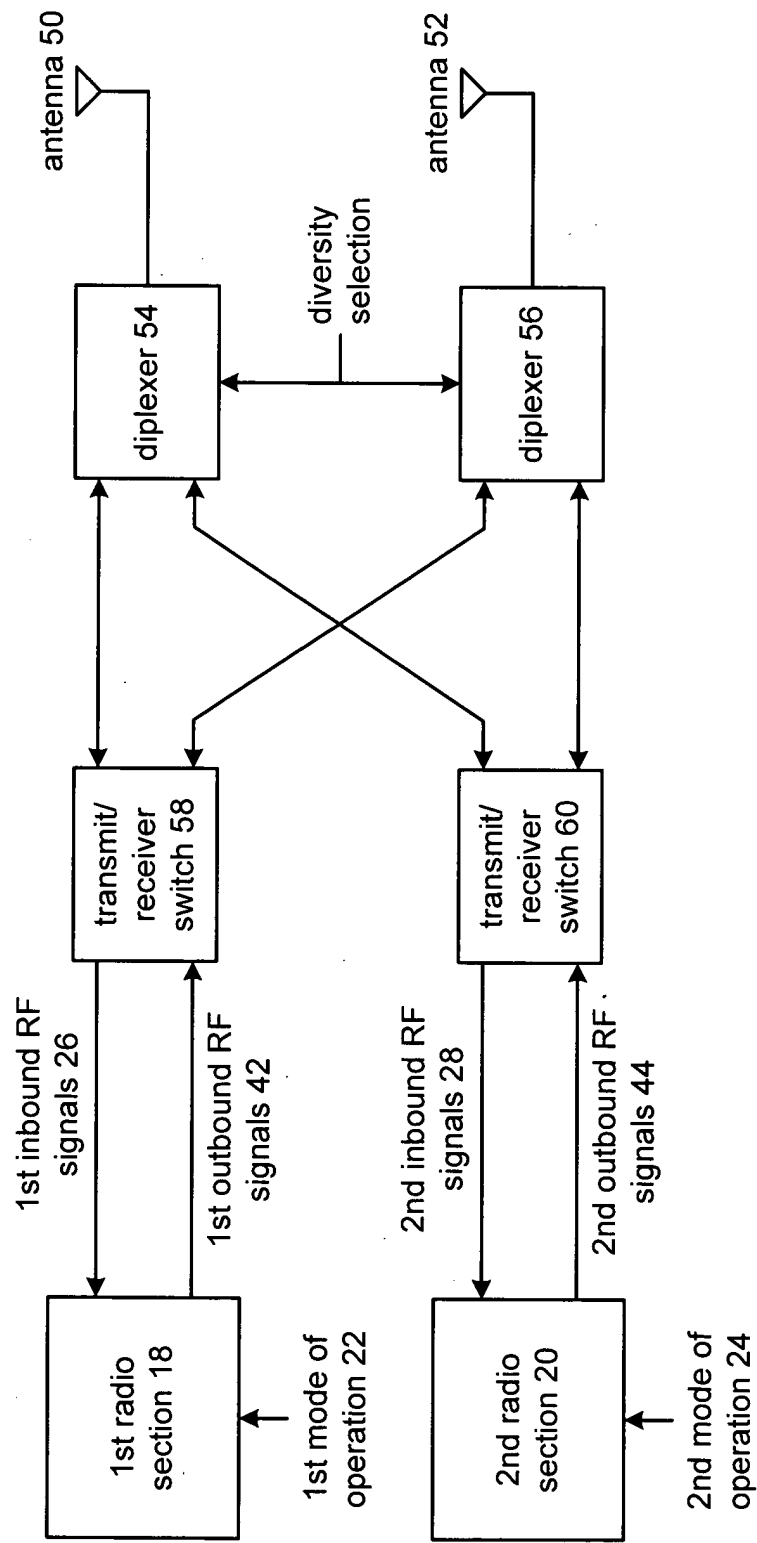 antenna 50
antenna 52
diversity
selection
diplexer 54
diplexer 56
transmit/
receiver
switch 58
transmit/
receiver
switch 60
1st inbound RF
signals 26
1st outbound RF
signals 42
2nd inbound RF
signals 28
2nd outbound RF
signals 44
1st radio
section 18
1st mode of
operation 22
2nd radio
section 20
2nd mode of
operation 24